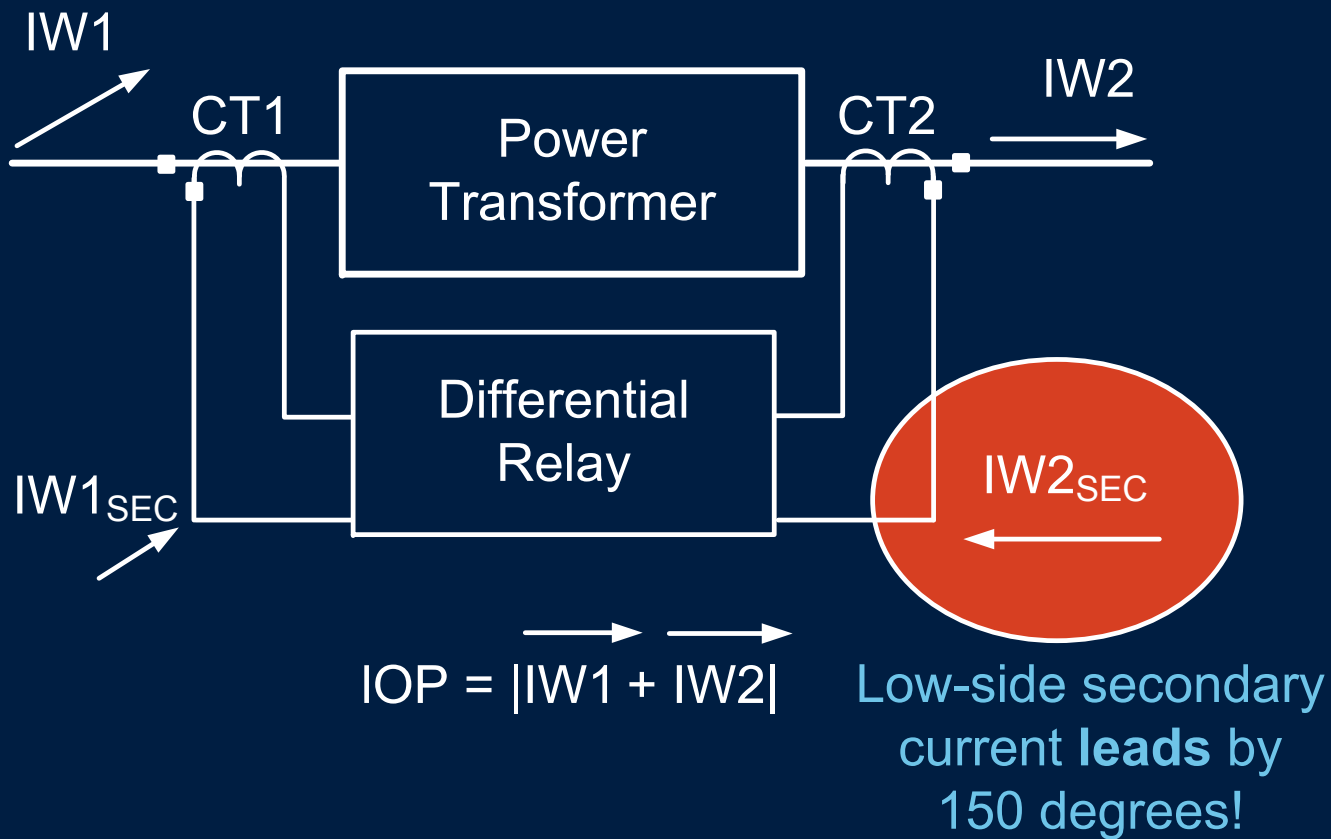 IW1
IW2
CT1
CT2
Power
Transformer
Differential
Relay
IW1SEC
IW2SEC
IOP = |IW1 + IW2|
Low-side secondary
current leads by
150 degrees!